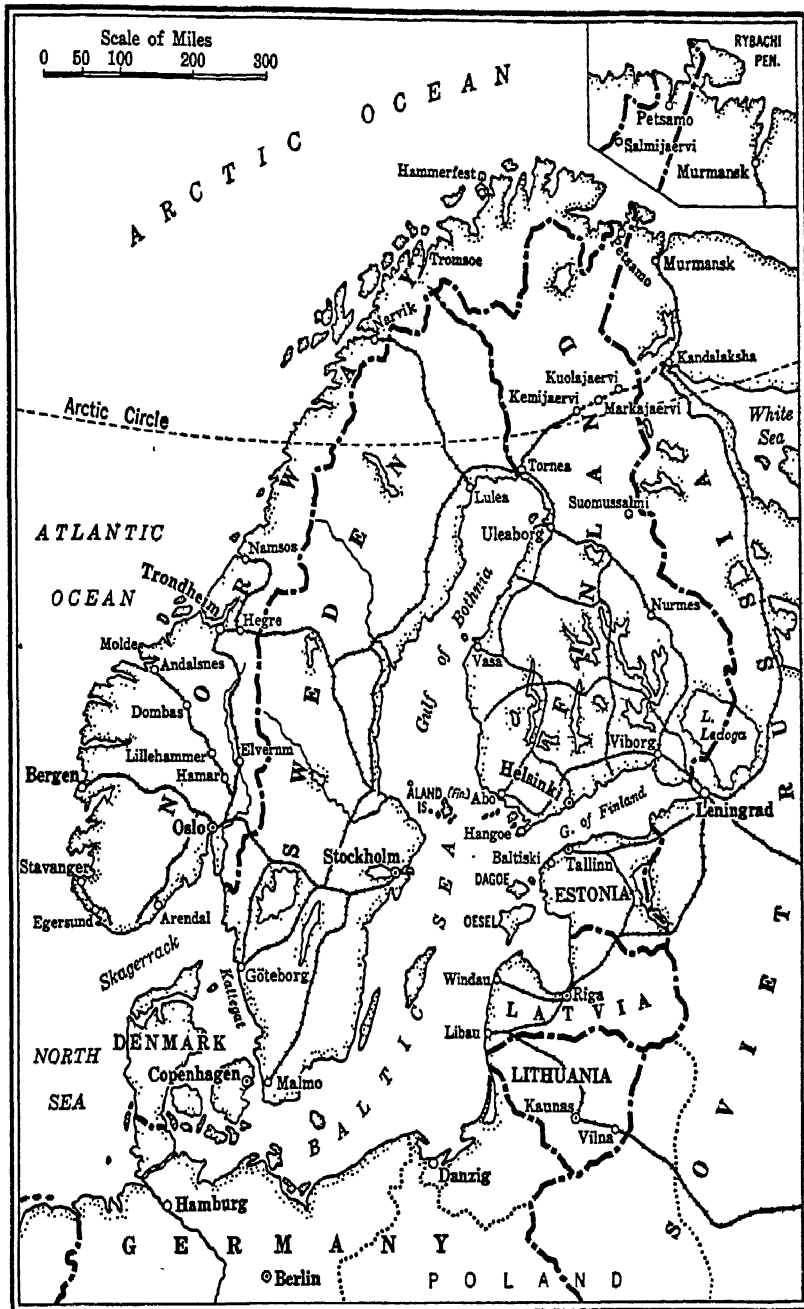 Scale of Miles
0 50 100 200 300
RYBACHI
PEN.
Petsamo
Salmijaervi
Murmansk
ARCTIC OCEAN
Hammerfest
Tromsoe
Petsamo
Murmansk
Narvik
Kandalaksha
Kuolajaervi
Kemijaervi
Markajaervi
Arctic Circle
White
Sea
Tornea
Lulea
Suomussalmi
Uleaborg
ATLANTIC
OCEAN
Namsos
Trondheim
Hegre
Gulf of Bothnia
Nurmes
Molde
Andalsnes
Vasa
Dombas
L.
Ladoga
Lillehammer
Elvernm
Viborg
Hamar
Bergen
Helsinki
ÅLAND (Fin.)
IS.
Abo
Leningrad
Oslo
Hangoe
G. of Finland
Baltiski
Tallinn
Stockholm
Stavanger
DAGOE
ESTONIA
Egersund
Arendal
OESEL
Skagerrack
Kattegat
Göteborg
Windau
Riga
LATVIA
Libau
NORTH
SEA
DENMARK
Copenhagen
Malmo
LITHUANIA
Kaunas
Vilna
BALTIC SEA
Danzig
Hamburg
GERMANY
Berlin
POLAND
NORWAY
SWEDEN
FINLAND
SOVIET RUSSIA